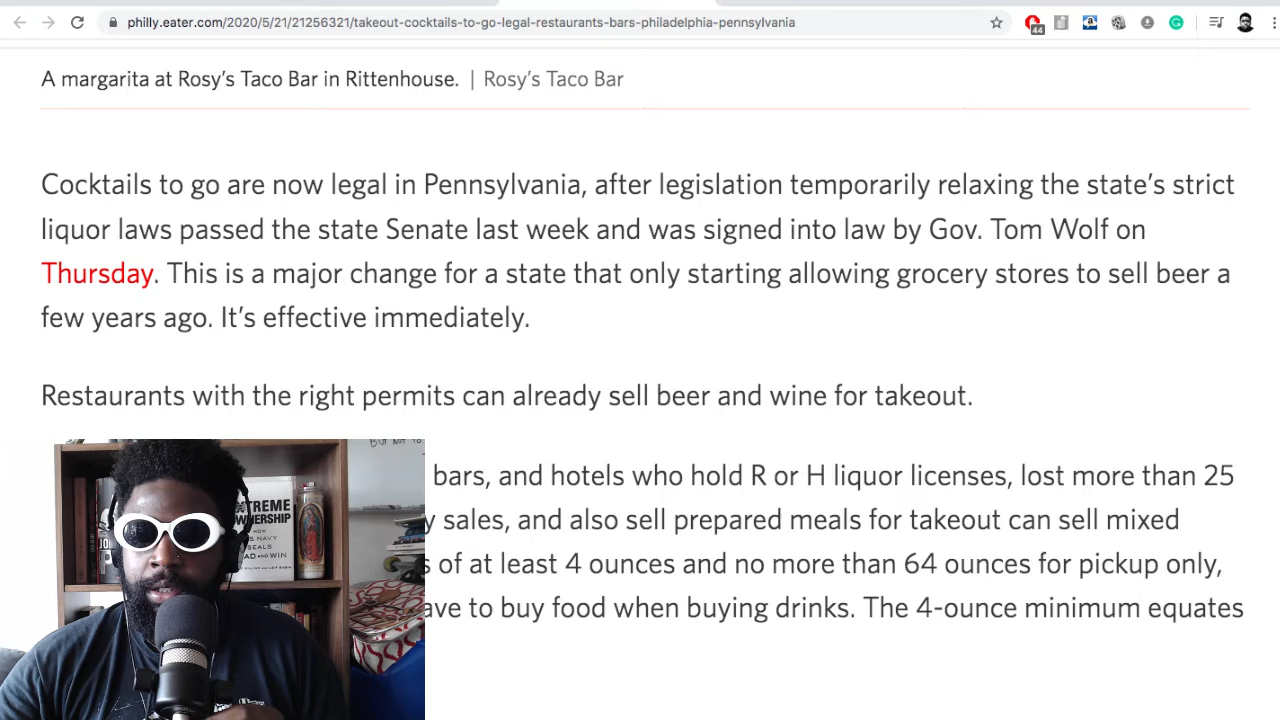 philly.eater.com/2020/5/21/21256321/takeout-cocktails-to-go-legal-restaurants-bars-philadelphia-pennsylvania
44
A margarita at Rosy’s Taco Bar in Rittenhouse. | Rosy’s Taco Bar
Cocktails to go are now legal in Pennsylvania, after legislation temporarily relaxing the state’s strict
liquor laws passed the state Senate last week and was signed into law by Gov. Tom Wolf on
Thursday. This is a major change for a state that only starting allowing grocery stores to sell beer a
few years ago. It’s effective immediately.
Restaurants with the right permits can already sell beer and wine for takeout.
bars, and hotels who hold R or H liquor licenses, lost more than 25
sales, and also sell prepared meals for takeout can sell mixed
of at least 4 ounces and no more than 64 ounces for pickup only,
to buy food when buying drinks. The 4-ounce minimum equates